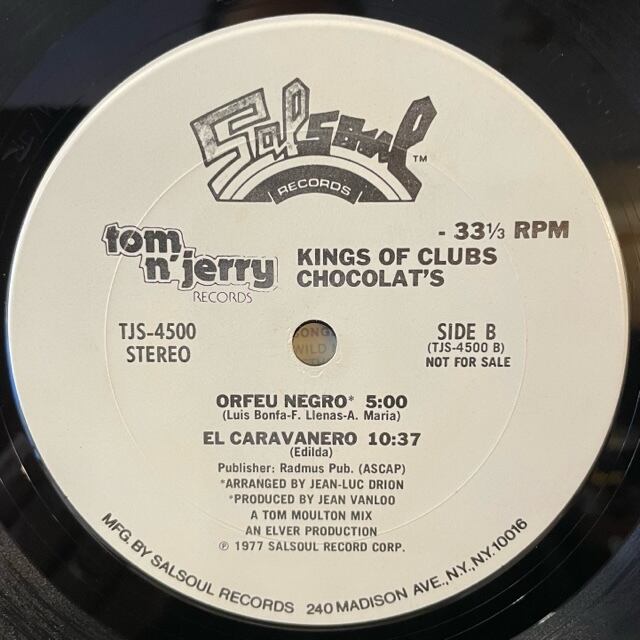 Salsoul™
RECORDS
tom n' jerry
RECORDS
- 33⅓ RPM
KINGS OF CLUBS
CHOCOLAT'S
TJS-4500
STEREO
SIDE B
(TJS-4500 B)
NOT FOR SALE
SONG
WILD
ORFEU NEGRO* 5:00
(Luis Bonfa-F. Llenas-A. Maria)
EL CARAVANERO 10:37
(Edilda)
Publisher: Radmus Pub. (ASCAP)
*ARRANGED BY JEAN-LUC DRION
*PRODUCED BY JEAN VANLOO
A TOM MOULTON MIX
AN ELVER PRODUCTION
℗ 1977 SALSOUL RECORD CORP.
MFG. BY SALSOUL RECORDS 240 MADISON AVE., N.Y., N.Y. 10016